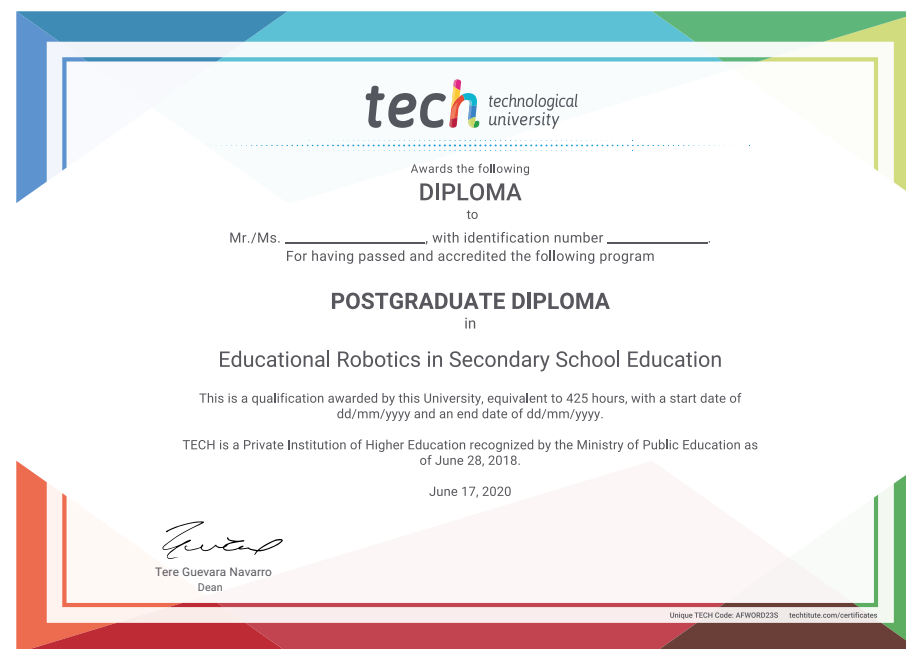 tech technological
university
Awards the following
DIPLOMA
to
Mr./Ms. ____________________, with identification number ______________.
For having passed and accredited the following program
POSTGRADUATE DIPLOMA
in
Educational Robotics in Secondary School Education
This is a qualification awarded by this University, equivalent to 425 hours, with a start date of
dd/mm/yyyy and an end date of dd/mm/yyyy.
TECH is a Private Institution of Higher Education recognized by the Ministry of Public Education as
of June 28, 2018.
June 17, 2020
Tere Guevara Navarro
Dean
Unique TECH Code: AFWORD23S techtitute.com/certificates